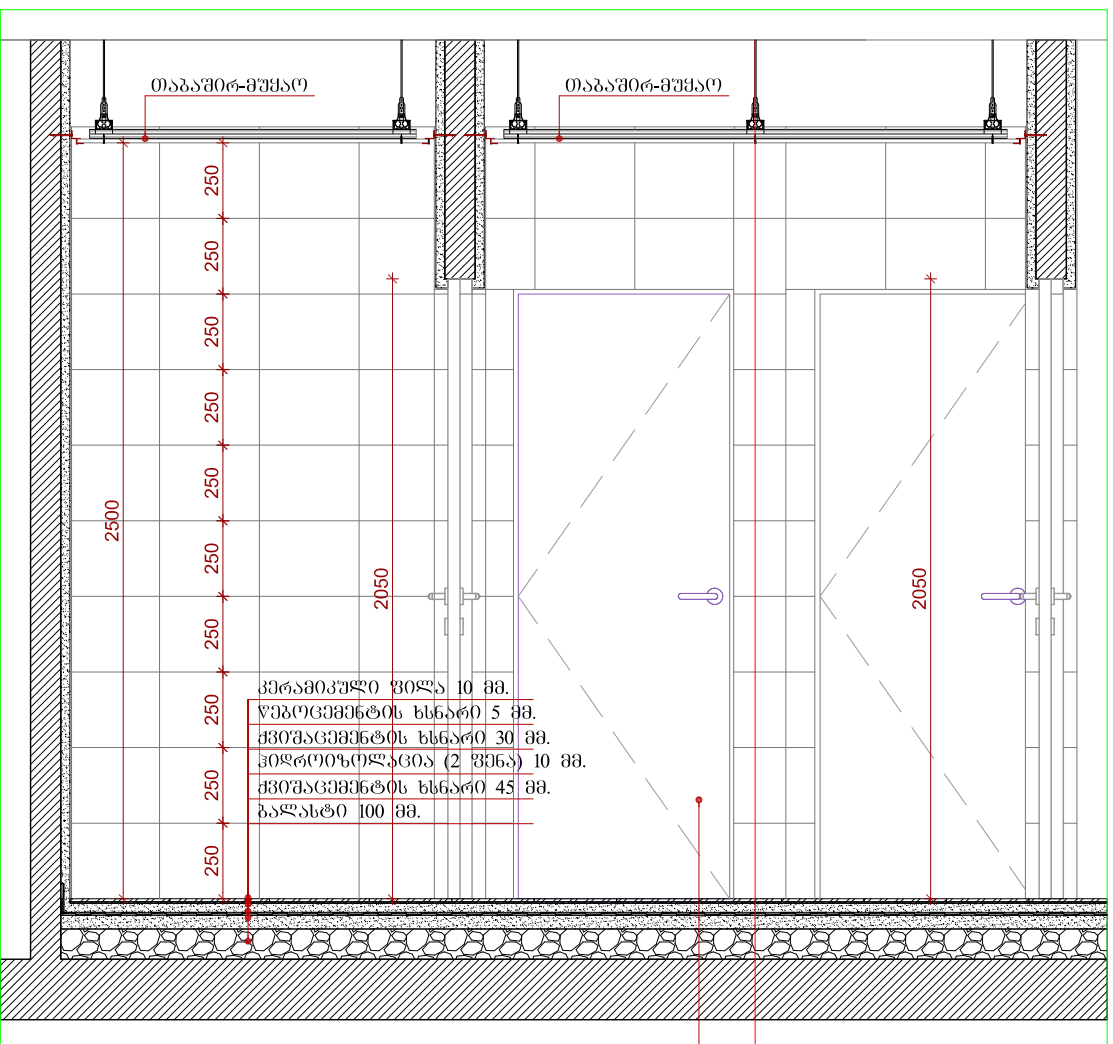 თაბაშირ-მუყაო
თაბაშირ-მუყაო
250
250
250
250
250
250
250
250
250
250
2500
2050
2050
კერამიკული ფილა 10 მმ.
წებოცემენტის ხსნარი 5 მმ.
ქვიშაცემენტის ხსნარი 30 მმ.
ჰიდროიზოლაცია (2 ფენა) 10 მმ.
ქვიშაცემენტის ხსნარი 45 მმ.
ბალასტი 100 მმ.